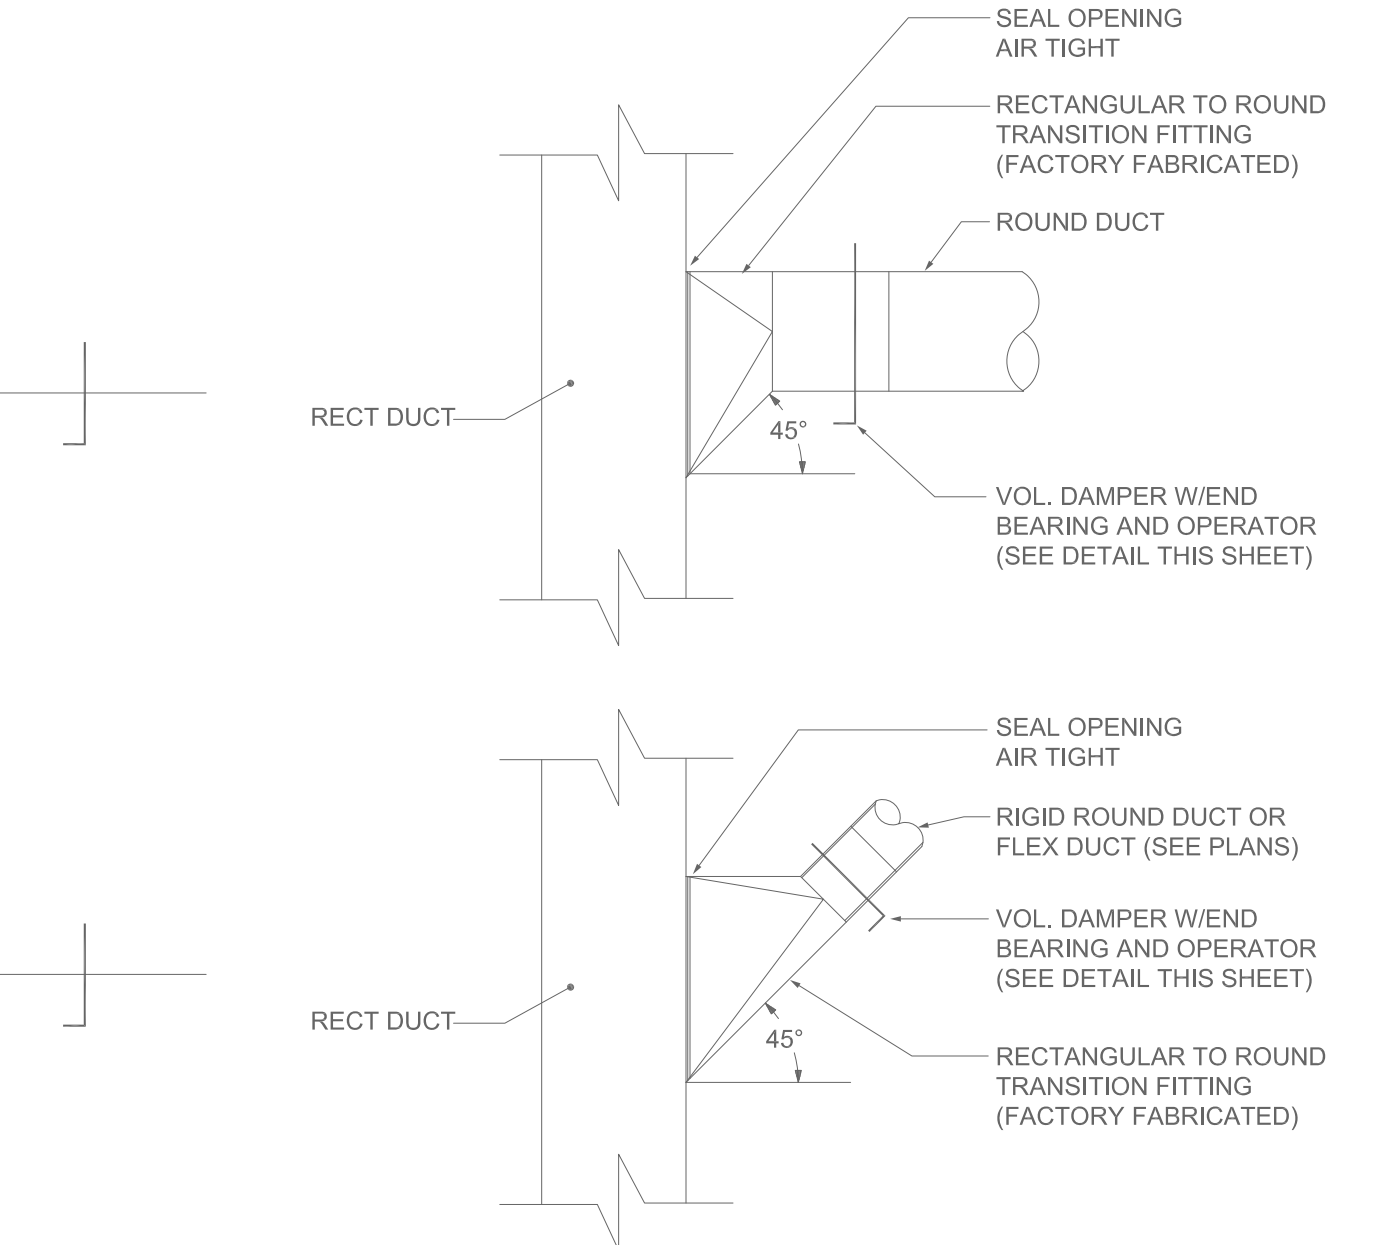 SEAL OPENING
AIR TIGHT
RECTANGULAR TO ROUND
TRANSITION FITTING
(FACTORY FABRICATED)
ROUND DUCT
RECT DUCT
45°
VOL. DAMPER W/END
BEARING AND OPERATOR
(SEE DETAIL THIS SHEET)
SEAL OPENING
AIR TIGHT
RIGID ROUND DUCT OR
FLEX DUCT (SEE PLANS)
VOL. DAMPER W/END
BEARING AND OPERATOR
(SEE DETAIL THIS SHEET)
RECT DUCT
45°
RECTANGULAR TO ROUND
TRANSITION FITTING
(FACTORY FABRICATED)